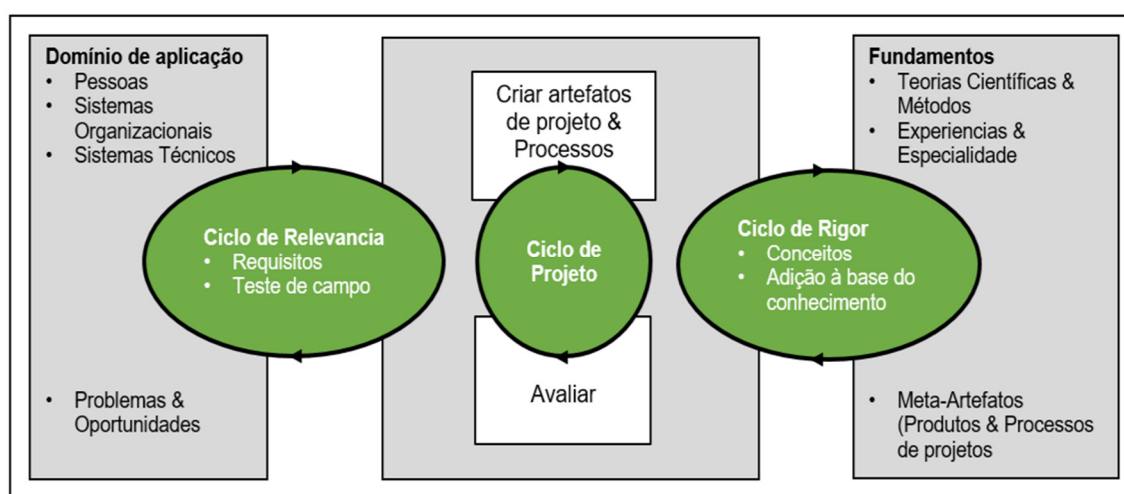 Domínio de aplicação
• Pessoas
• Sistemas
Organizacionais
• Sistemas Técnicos
• Problemas &
Oportunidades
Ciclo de Relevancia
• Requisitos
• Teste de campo
Criar artefatos
de projeto &
Processos
Ciclo de
Projeto
Avaliar
Ciclo de Rigor
• Conceitos
• Adição à base do
conhecimento
Fundamentos
• Teorias Científicas &
Métodos
• Experiencias &
Especialidade
• Meta-Artefatos
(Produtos & Processos
de projetos